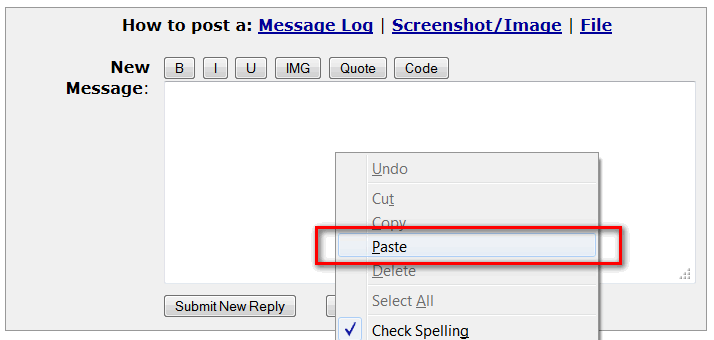 How to post a: Message Log | Screenshot/Image | File
New Message:
B I U IMG Quote Code
Undo
Cut
Copy
Paste
Delete
Select All
Submit New Reply
Check Spelling